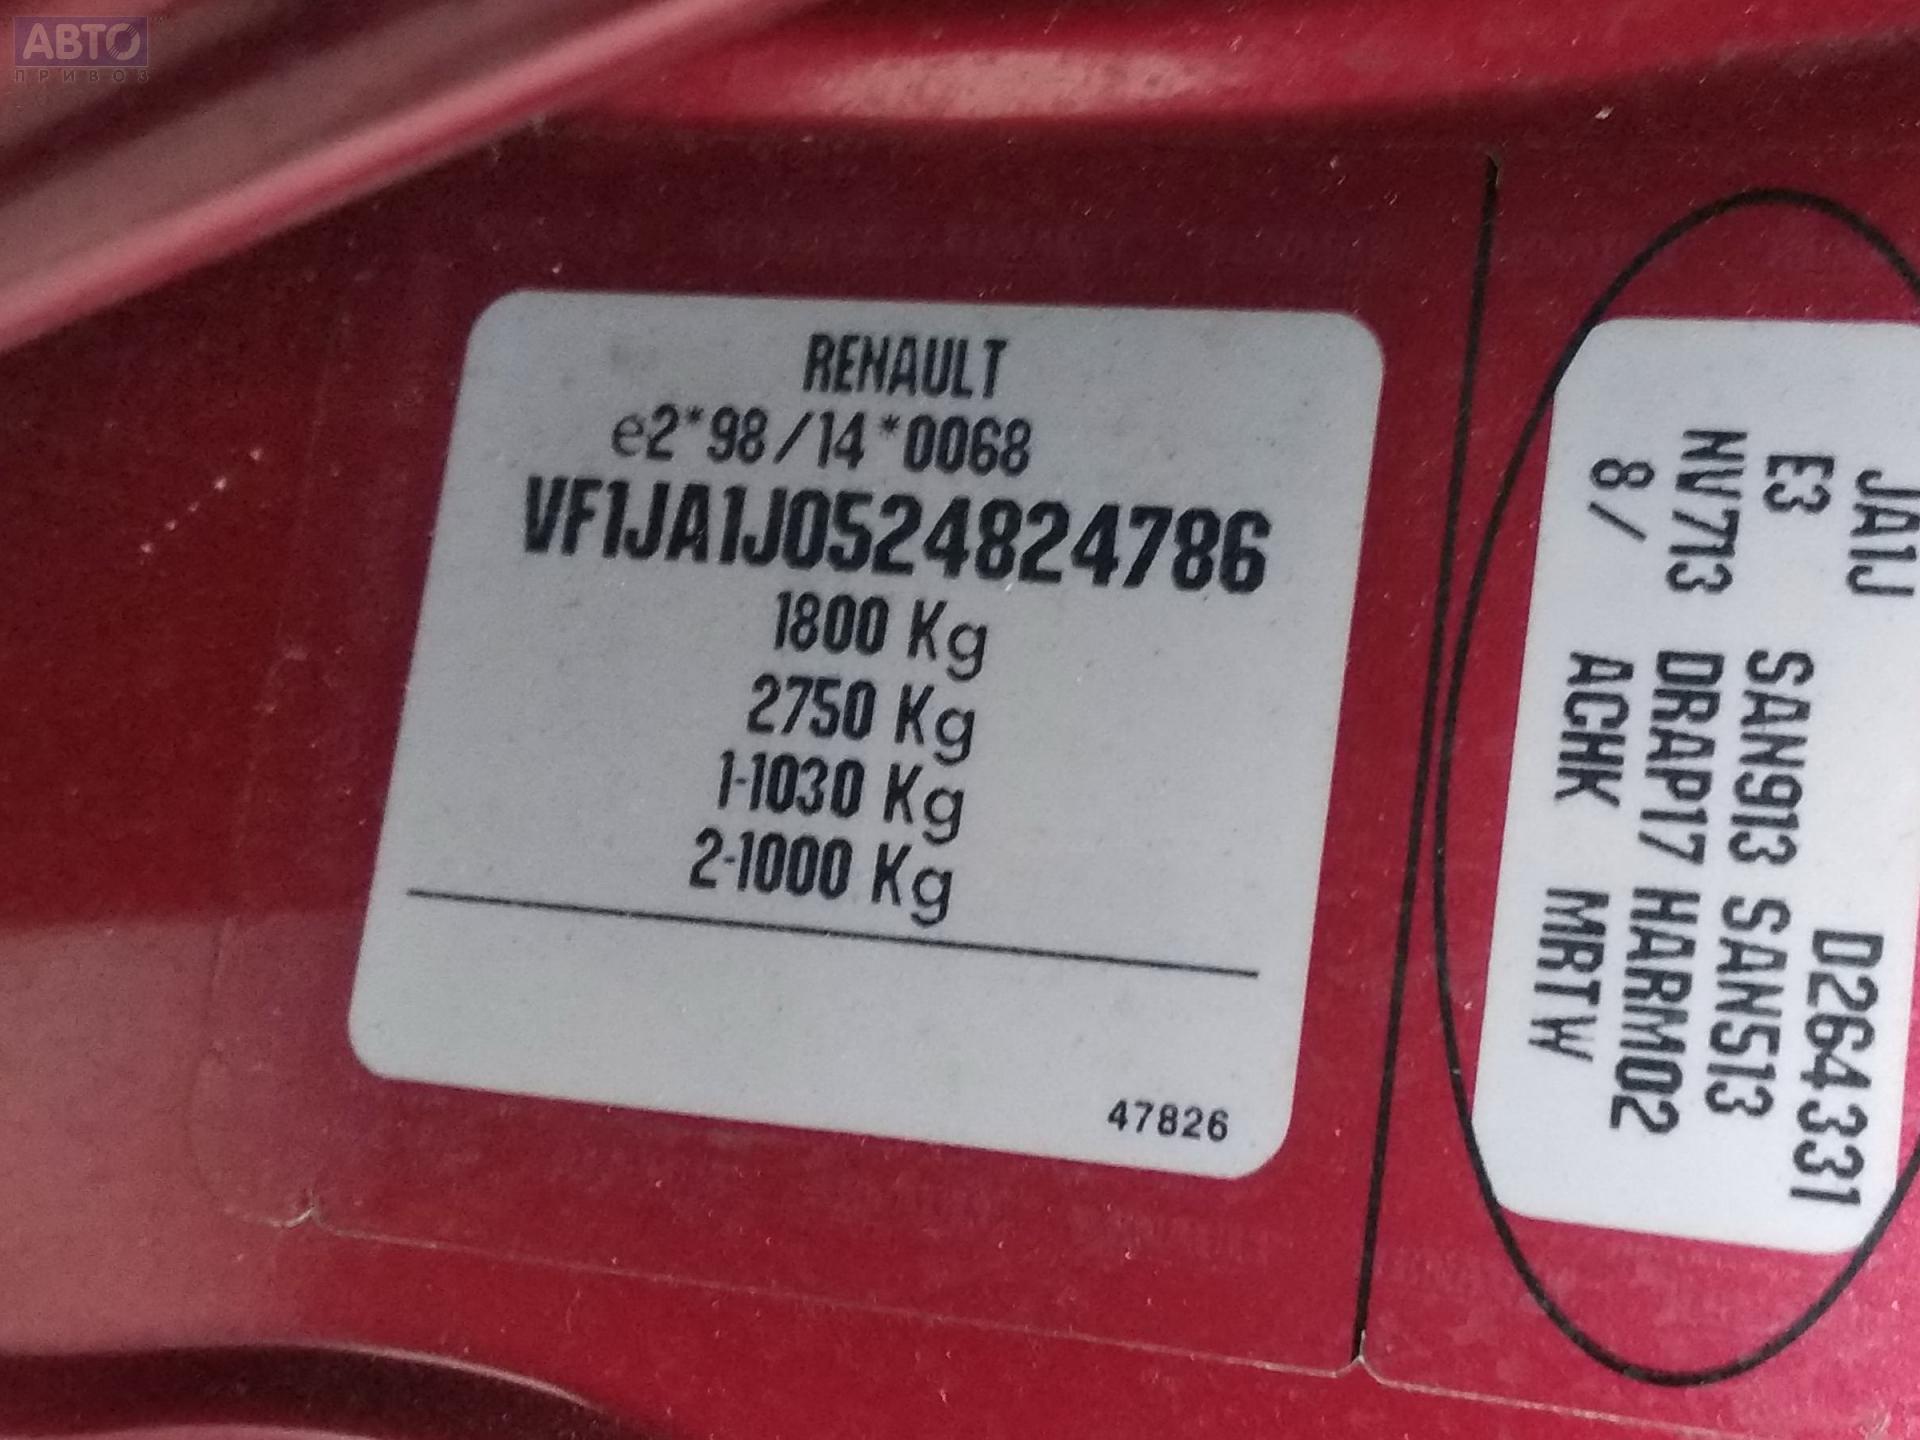 АВТО
ПРИВОЗ
RENAULT
e2*98/14*0068
VF1JA1J0524824786
1800 Kg
2750 Kg
1-1030 Kg
2-1000 Kg
47826
JA1J D264331
E3 SAN913 SAN513
NV713 DRAP17 HARM02
8/ ACHK MRTW